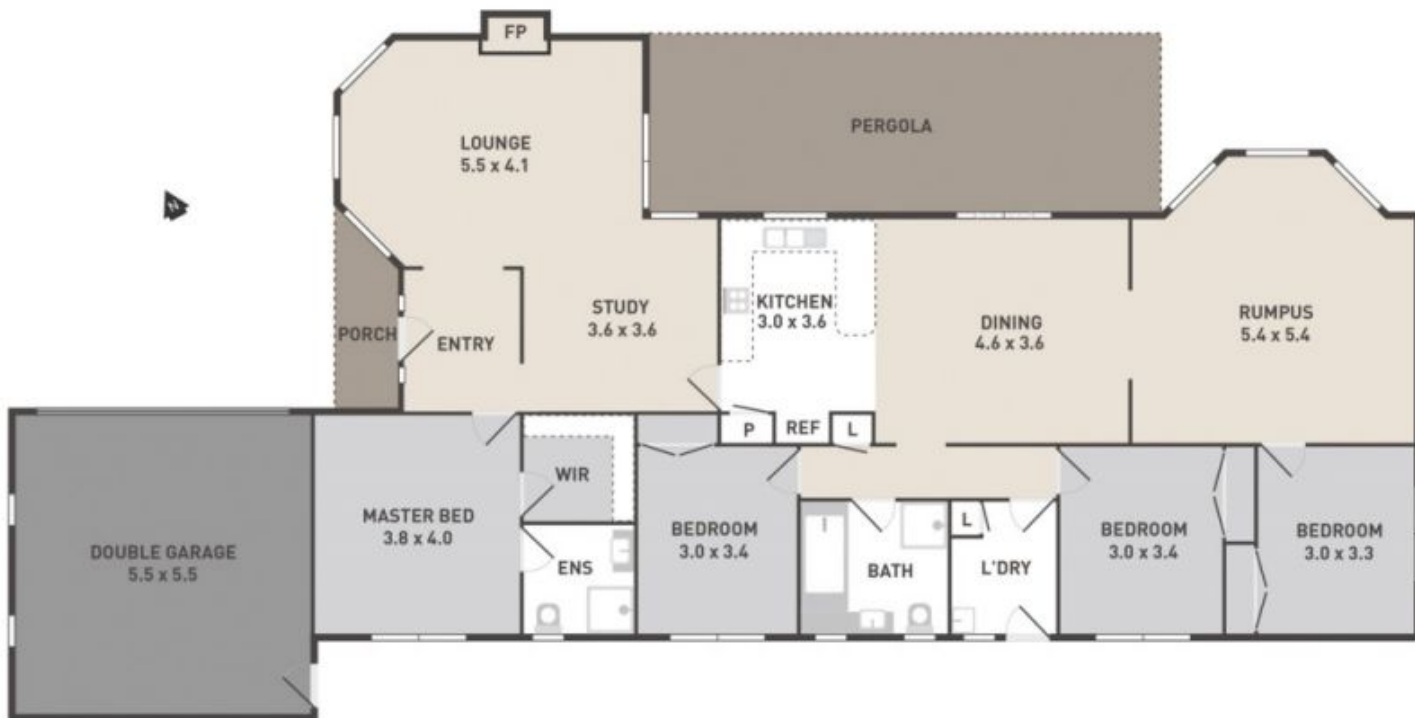 FP
LOUNGE
5.5 x 4.1
PERGOLA
N
PORCH
ENTRY
STUDY
3.6 x 3.6
KITCHEN
3.0 x 3.6
DINING
4.6 x 3.6
RUMPUS
5.4 x 5.4
P
REF
L
DOUBLE GARAGE
5.5 x 5.5
MASTER BED
3.8 x 4.0
WIR
ENS
BEDROOM
3.0 x 3.4
BATH
L
L'DRY
BEDROOM
3.0 x 3.4
BEDROOM
3.0 x 3.3